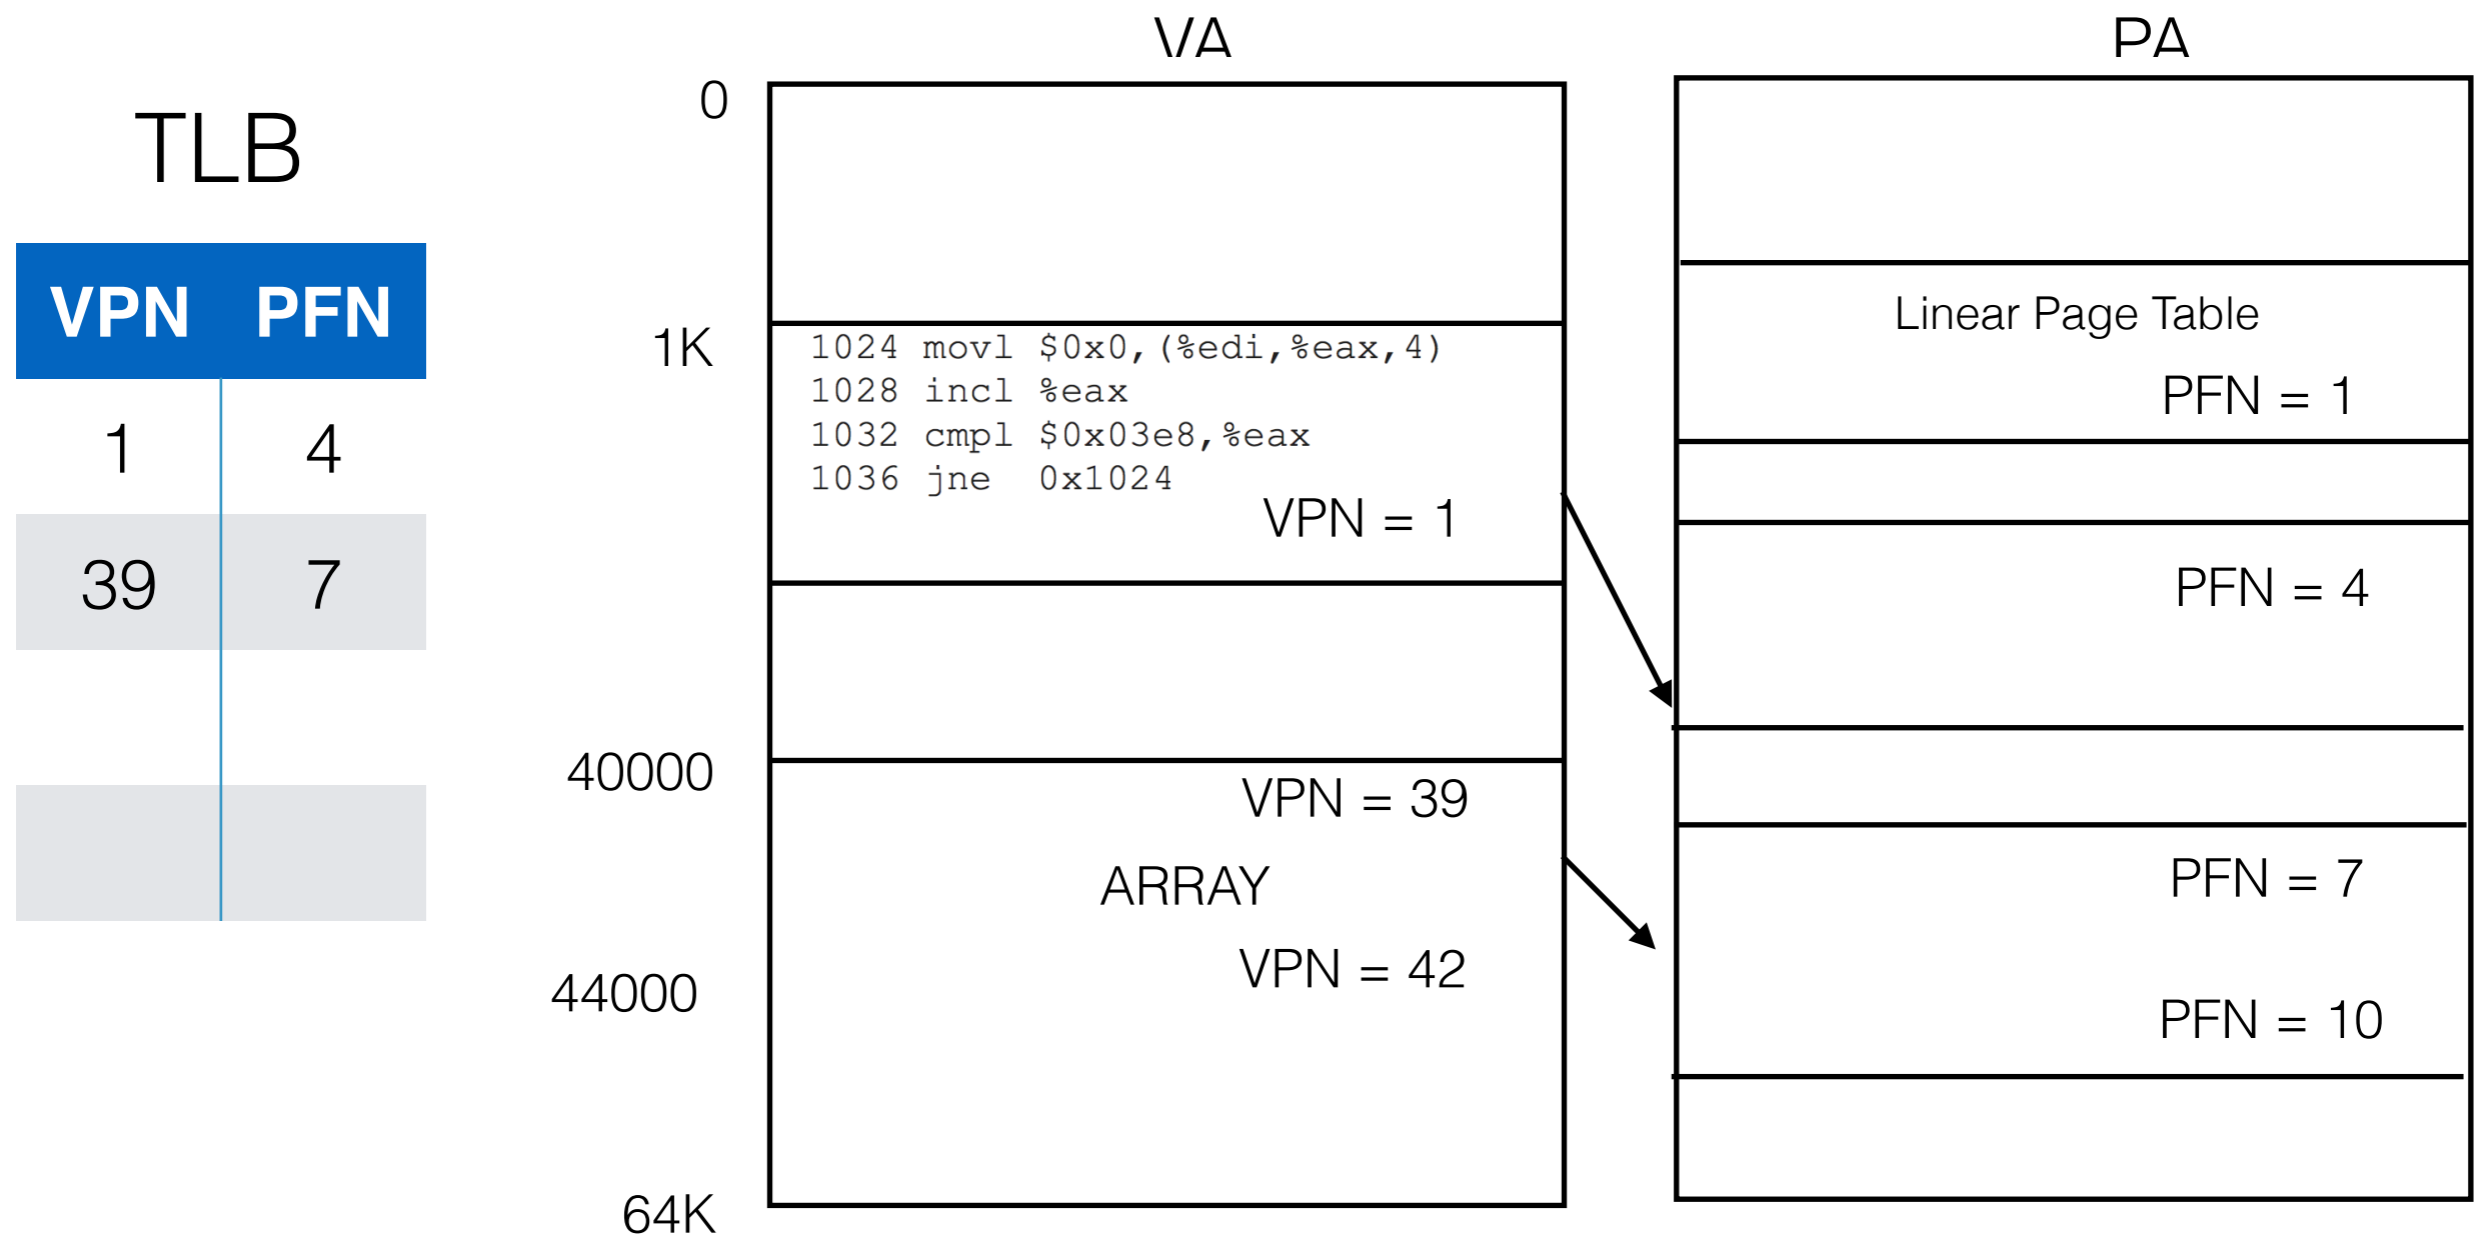 TLB
VPN PFN
1 4
39 7
VA
0
1K
1024 movl $0x0,(%edi,%eax,4)
1028 incl %eax
1032 cmpl $0x03e8,%eax
1036 jne 0x1024
VPN = 1
40000
VPN = 39
ARRAY
VPN = 42
44000
64K
PA
Linear Page Table
PFN = 1
PFN = 4
PFN = 7
PFN = 10